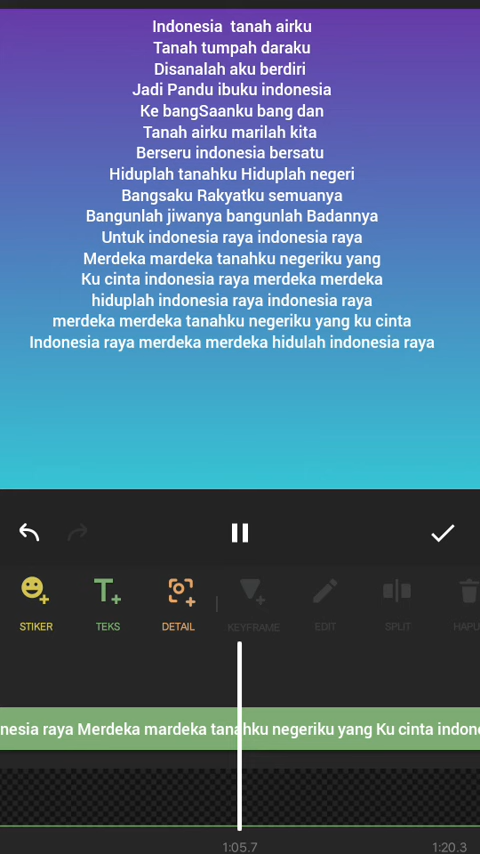 Indonesia  tanah airku
Tanah tumpah daraku
Disanalah aku berdiri
Jadi Pandu ibuku indonesia
Ke bangSaanku bang dan
Tanah airku marilah kita
Berseru indonesia bersatu
Hiduplah tanahku Hiduplah negeri
Bangsaku Rakyatku semuanya
Bangunlah jiwanya bangunlah Badannya
Untuk indonesia raya indonesia raya
Merdeka mardeka tanahku negeriku yang
Ku cinta indonesia raya merdeka merdeka
hiduplah indonesia raya indonesia raya
merdeka merdeka tanahku negeriku yang ku cinta
Indonesia raya merdeka merdeka hidulah indonesia raya
STIKER TEKS DETAIL KEYFRAME EDIT SPLIT HAPU
nesia raya Merdeka mardeka tanahku negeriku yang Ku cinta indone
1:05.7 1:20.3